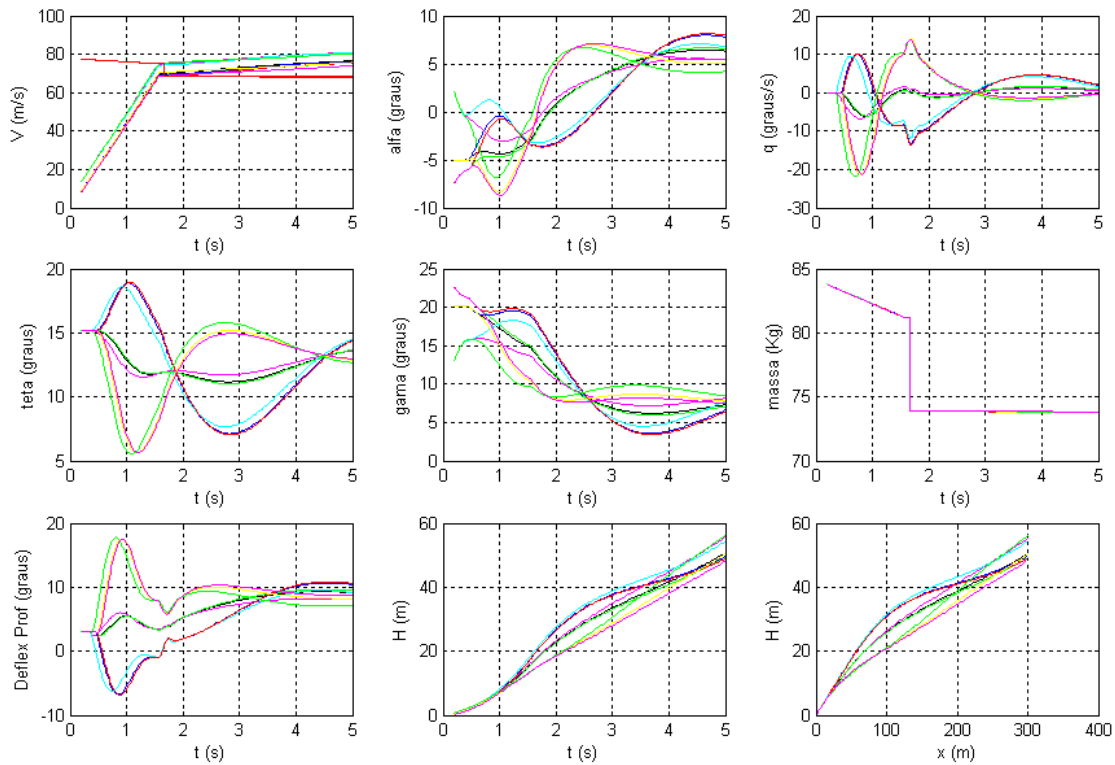 V (m/s)
100
80
60
40
20
0
0 1 2 3 4 5
t (s)
alfa (graus)
10
5
0
-5
-10
0 1 2 3 4 5
t (s)
q (graus/s)
20
10
0
-10
-20
-30
0 1 2 3 4 5
t (s)
teta (graus)
20
15
10
5
0 1 2 3 4 5
t (s)
gama (graus)
25
20
15
10
5
0
0 1 2 3 4 5
t (s)
massa (Kg)
85
80
75
70
0 1 2 3 4 5
t (s)
Deflex Prof (graus)
20
10
0
-10
0 1 2 3 4 5
t (s)
H (m)
60
40
20
0
0 1 2 3 4 5
t (s)
H (m)
60
40
20
0
0 100 200 300 400
x (m)